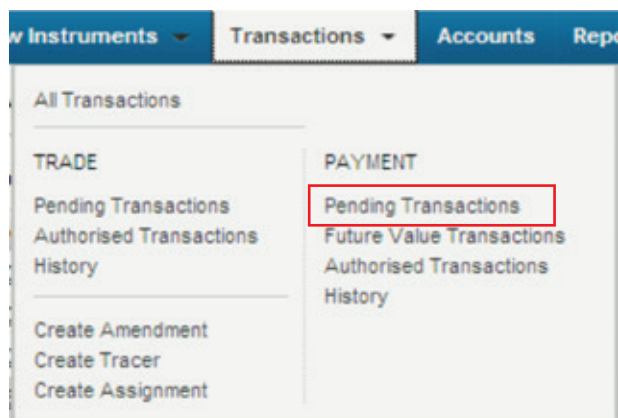 Instruments Transactions Accounts
All Transactions
TRADE
Pending Transactions
Authorised Transactions
History
Create Amendment
Create Tracer
Create Assignment
PAYMENT
Pending Transactions
Future Value Transactions
Authorised Transactions
History